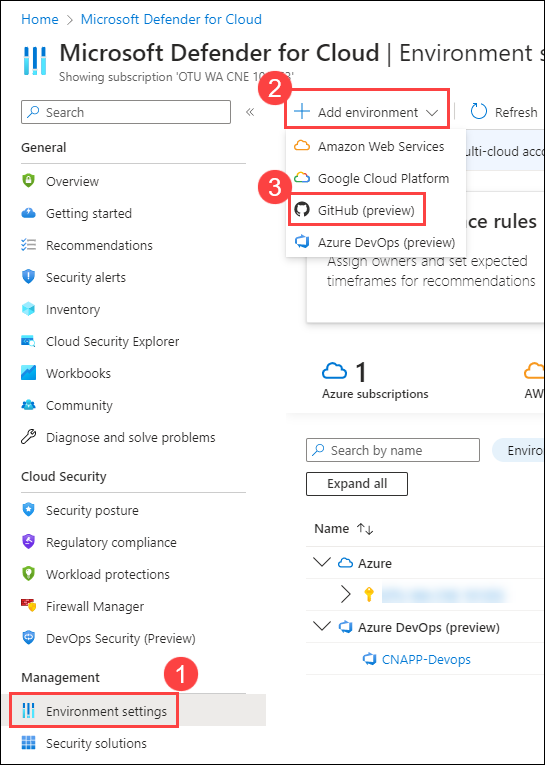 Home > Microsoft Defender for Cloud
Microsoft Defender for Cloud | Environment
Showing subscription 'OTU WA CNE
Search
«
2
Add environment
Refresh
Amazon Web Services
Google Cloud Platform
3
GitHub (preview)
Azure DevOps (preview)
ulti-cloud acco
ce rules
Assign owners and set expected
timeframes for recommendations
General
Overview
Getting started
Recommendations
Security alerts
Inventory
Cloud Security Explorer
Workbooks
Community
Diagnose and solve problems
Cloud Security
Security posture
Regulatory compliance
Workload protections
Firewall Manager
DevOps Security (Preview)
Management
1
Environment settings
Security solutions
1
Azure subscriptions
AW
Search by name
Enviro
Expand all
Name ↑↓
Azure
Azure DevOps (preview)
CNAPP-Devops